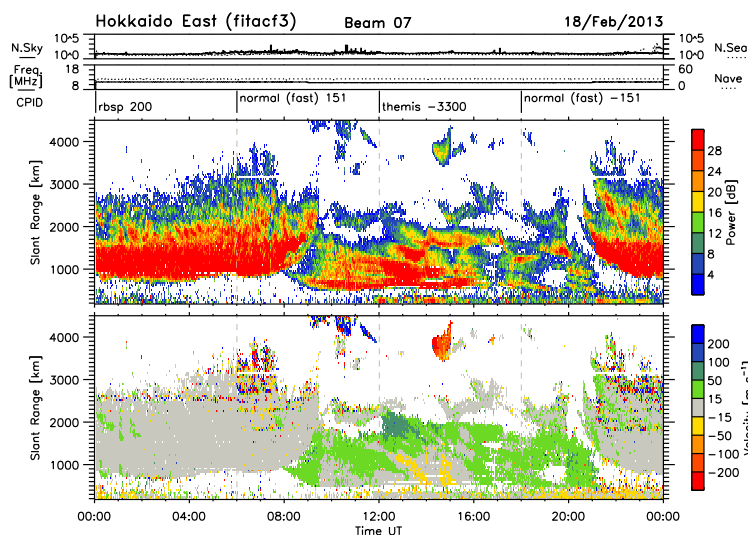 Hokkaido East (fitacf3) Beam 07 18/Feb/2013
N.Sky 10^5 10^0 10^5 10^0 N.Sea
Freq. [MHz] 18 8 60 0 Nave
CPID rbsp 200 normal (fast) 151 themis -3300 normal (fast) -151
Slant Range [km]
4000
3000
2000
1000
Power [dB]
28
24
20
16
12
8
4
Slant Range [km]
4000
3000
2000
1000
200
100
50
15
-15
-50
-100
-200
00:00 04:00 08:00 12:00 16:00 20:00 00:00
Time UT